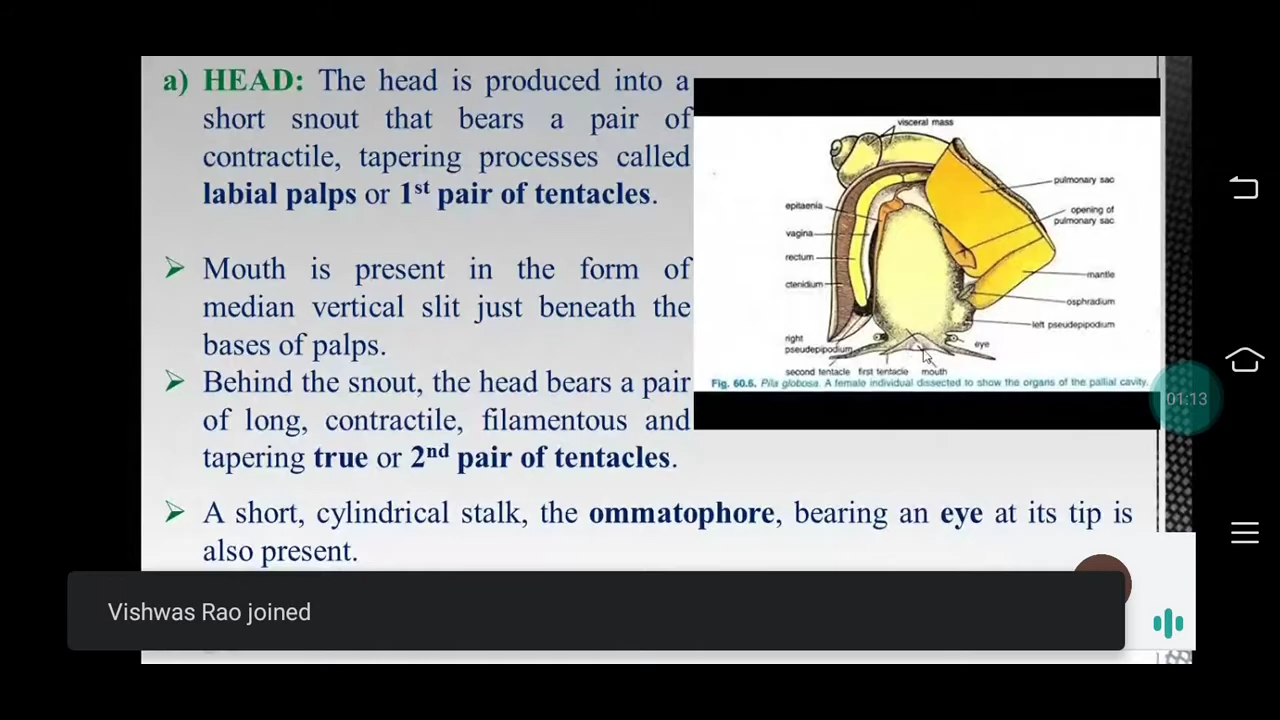 a) HEAD: The head is produced into a
short snout that bears a pair of
contractile, tapering processes called
labial palps or 1st pair of tentacles.
Mouth is present in the form of
median vertical slit just beneath the
bases of palps.
Behind the snout, the head bears a pair
of long, contractile, filamentous and
tapering true or 2nd pair of tentacles.
A short, cylindrical stalk, the ommatophore, bearing an eye at its tip is
also present.
visceral mass
pulmonary sac
opening of
pulmonary sac
mantle
osphradium
left pseudepipodium
eye
epitaenia
vagina
rectum
ctenidium
right
pseudepipodium
second tentacle first tentacle mouth
Fig. 60.6. Pila globosa. A female individual dissected to show the organs of the pallial cavity.
01:13
Vishwas Rao joined